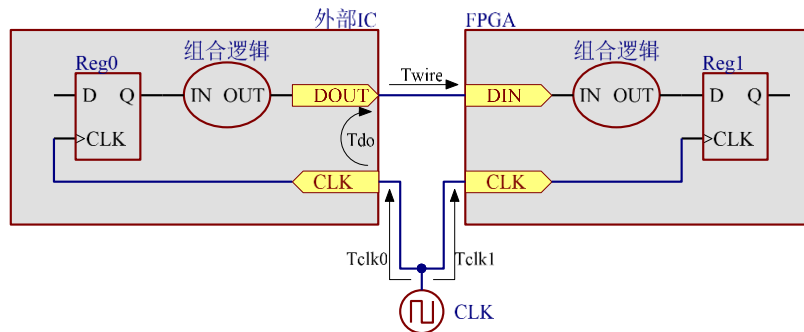 外部IC
FPGA
组合逻辑
组合逻辑
Reg0
Reg1
Twire
D Q
IN OUT
DOUT
DIN
IN OUT
D Q
CLK
Tdo
CLK
CLK
CLK
Tclk0
Tclk1
CLK